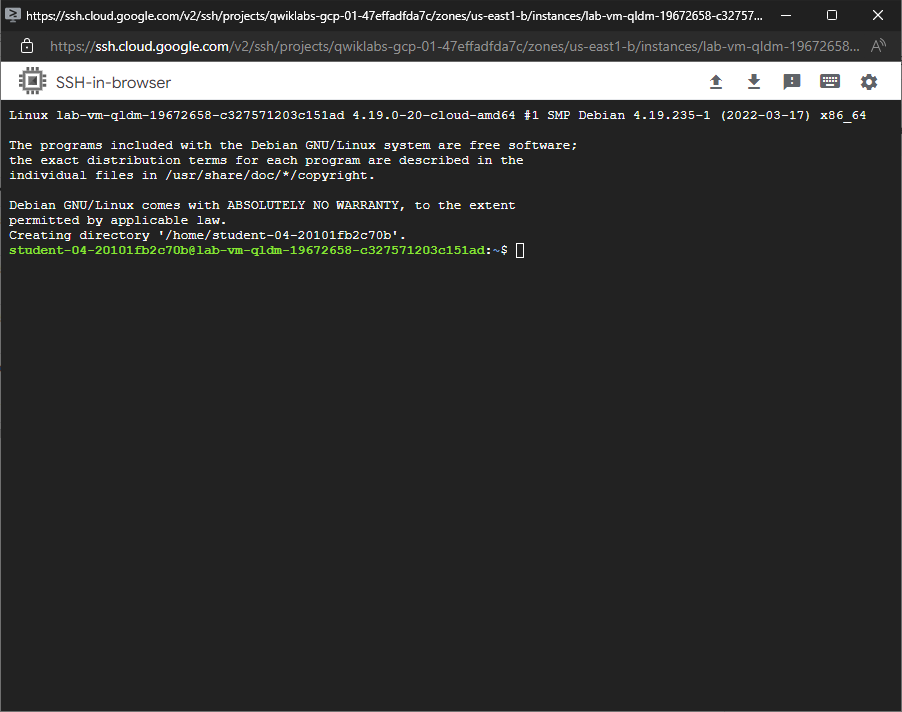 https://ssh.cloud.google.com/v2/ssh/projects/qwiklabs-gcp-01-47effadfda7c/zones/us-east1-b/instances/lab-vm-qldm-19672658-c32757...
https://ssh.cloud.google.com/v2/ssh/projects/qwiklabs-gcp-01-47effadfda7c/zones/us-east1-b/instances/lab-vm-qldm-19672658...
SSH-in-browser
Linux lab-vm-qldm-19672658-c327571203c151ad 4.19.0-20-cloud-amd64 #1 SMP Debian 4.19.235-1 (2022-03-17) x86_64
The programs included with the Debian GNU/Linux system are free software;
the exact distribution terms for each program are described in the
individual files in /usr/share/doc/*/copyright.
Debian GNU/Linux comes with ABSOLUTELY NO WARRANTY, to the extent
permitted by applicable law.
Creating directory '/home/student-04-20101fb2c70b'.
student-04-20101fb2c70b@lab-vm-qldm-19672658-c327571203c151ad:~$